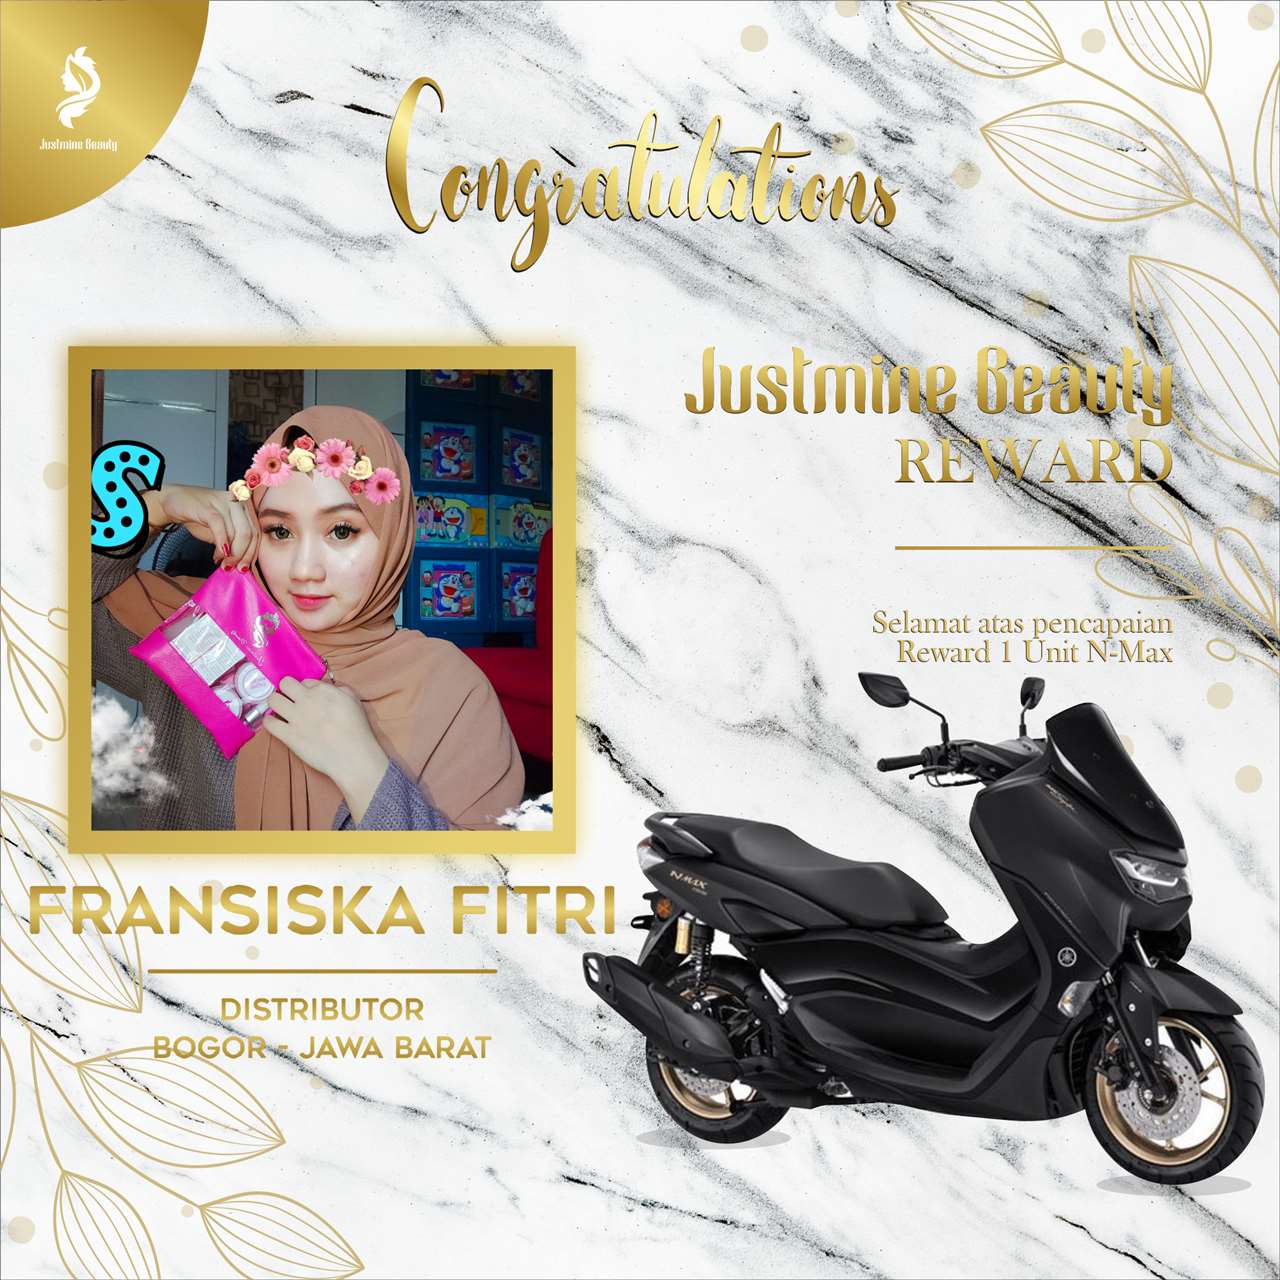 Justmine Beauty
Congratulations
Justmine Beauty
REWARD
Selamat atas pencapaian
Reward 1 Unit N-Max
S
FRANSISKA FITRI
DISTRIBUTOR
BOGOR - JAWA BARAT
N-MAX